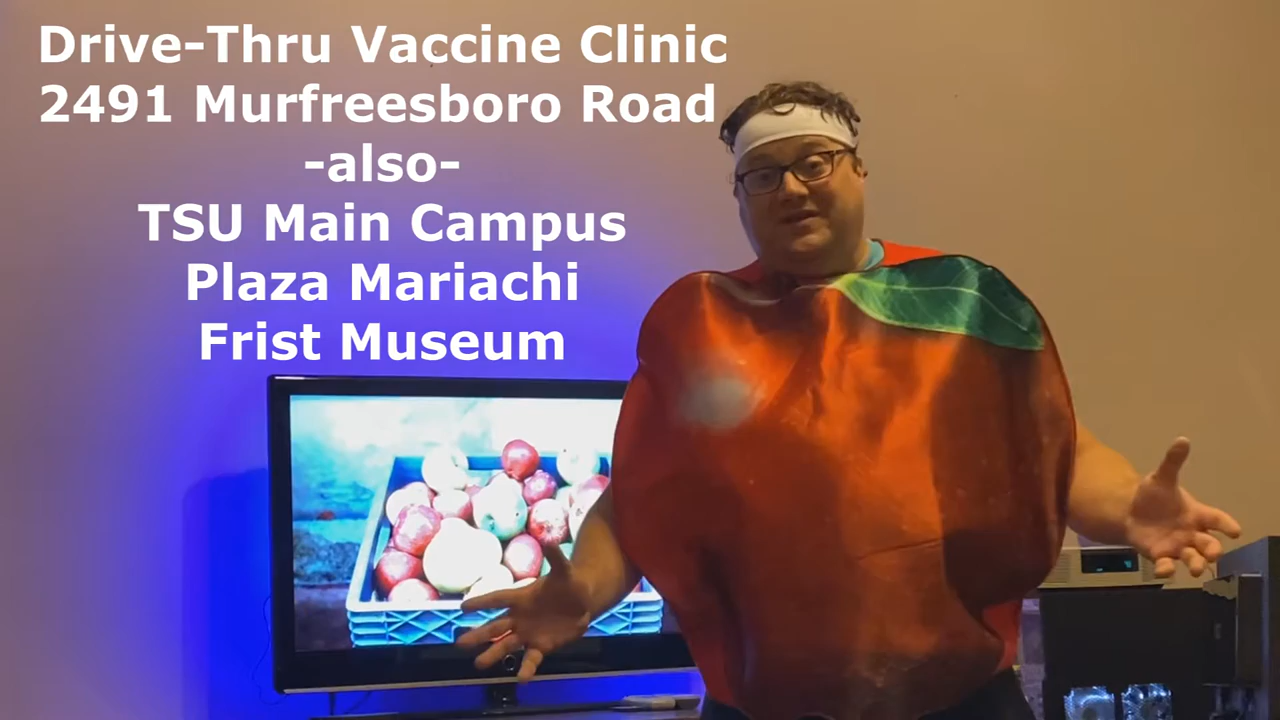 Drive-Thru Vaccine Clinic
2491 Murfreesboro Road
-also-
TSU Main Campus
Plaza Mariachi
Frist Museum